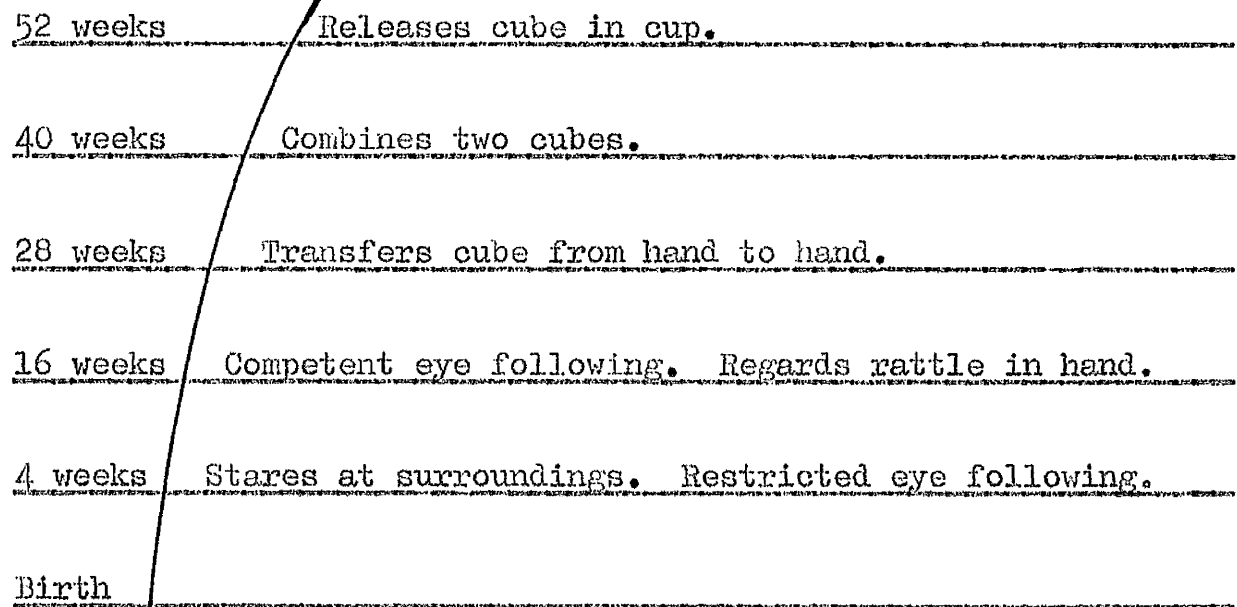 52 weeks Releases cube in cup.
40 weeks Combines two cubes.
28 weeks Transfers cube from hand to hand.
16 weeks Competent eye following. Regards rattle in hand.
4 weeks Stares at surroundings. Restricted eye following.
Birth